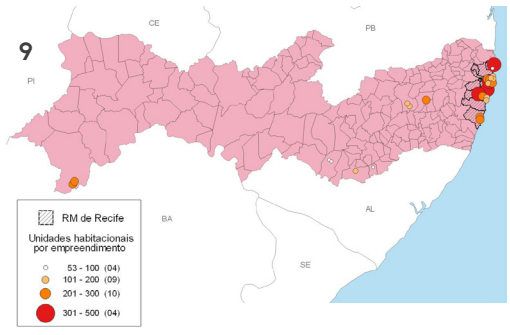 CE
PB
9
PI
BA
AL
SE
RM de Recife
Unidades habitacionais
por empreendimento
53 - 100 (04)
101 - 200 (09)
201 - 300 (10)
301 - 500 (04)